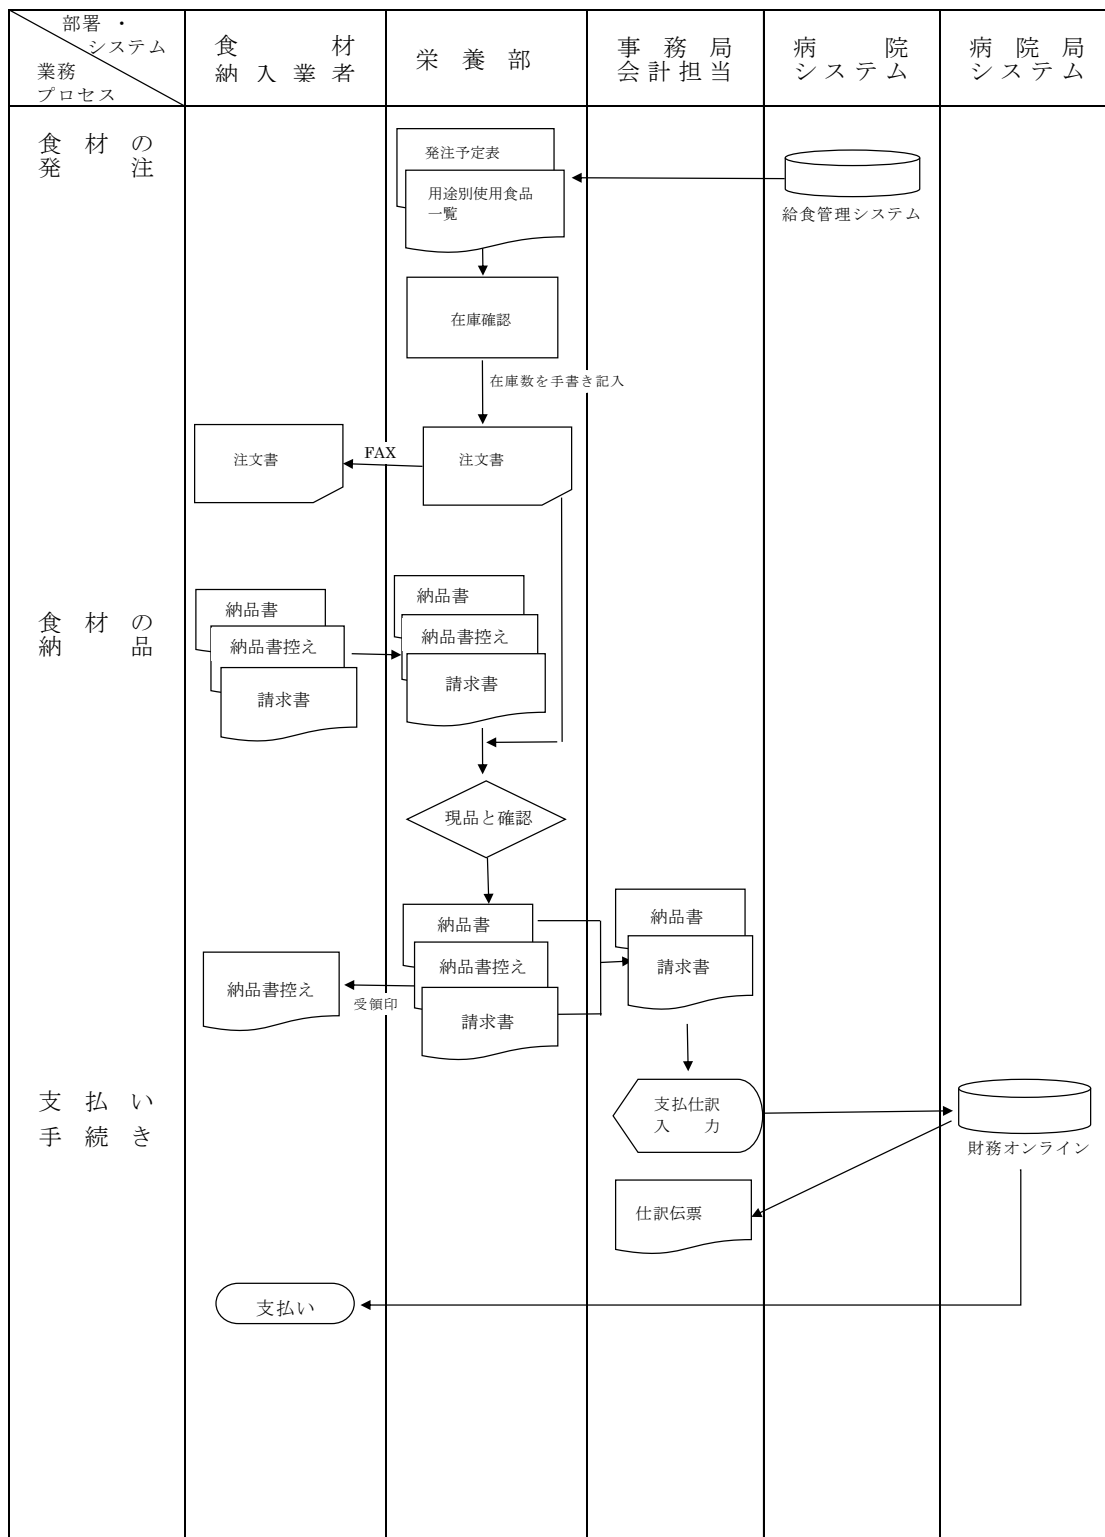 部署 ・
システム
業務
プロセス
食 材
納 入 業 者
栄 養 部
事 務 局
会計担当
病 院
システム
病 院 局
システム
食 材 の
発 注
発注予定表
用途別使用食品
一覧
給食管理システム
在庫確認
在庫数を手書き記入
注文書
FAX
注文書
食 材 の
納 品
納品書
納品書控え
請求書
納品書
納品書控え
請求書
現品と確認
納品書控え
受領印
納品書
納品書控え
請求書
納品書
請求書
支 払 い
手 続 き
支払仕訳
入 力
財務オンライン
仕訳伝票
支払い